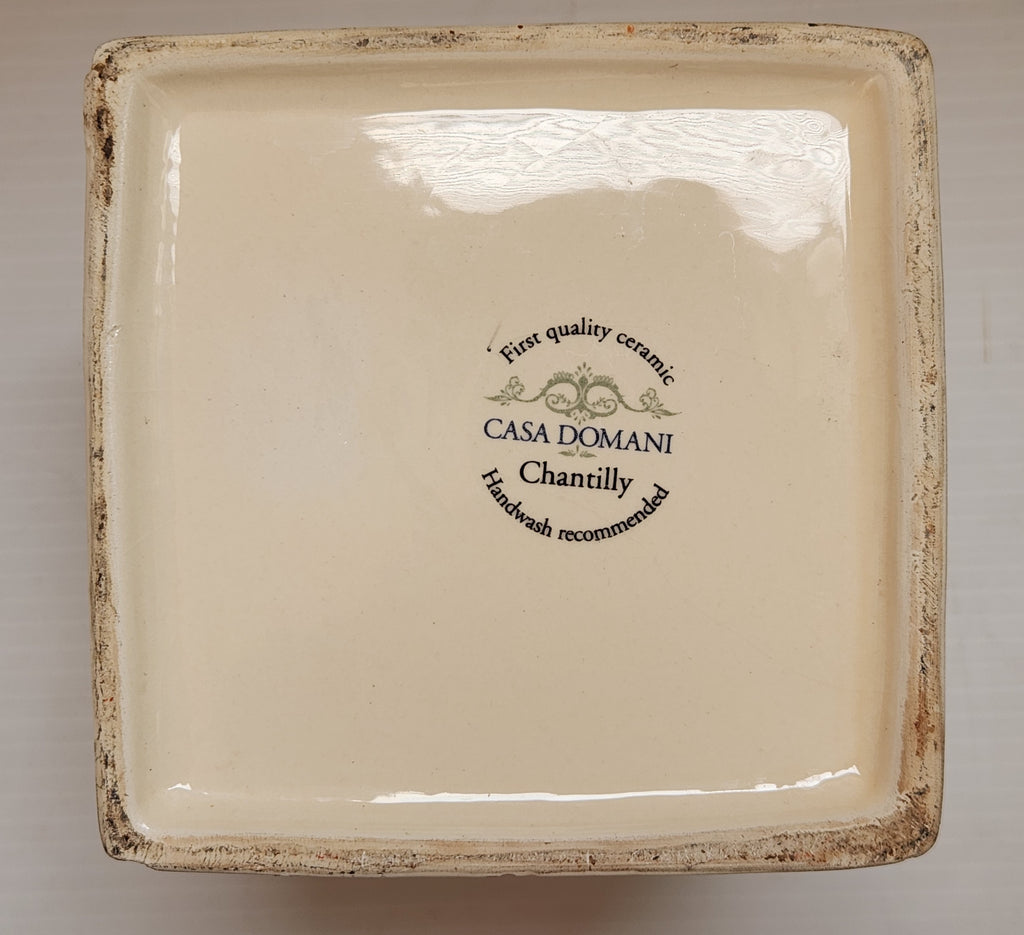 First quality ceramic
CASA DOMANI
Chantilly
Handwash recommended